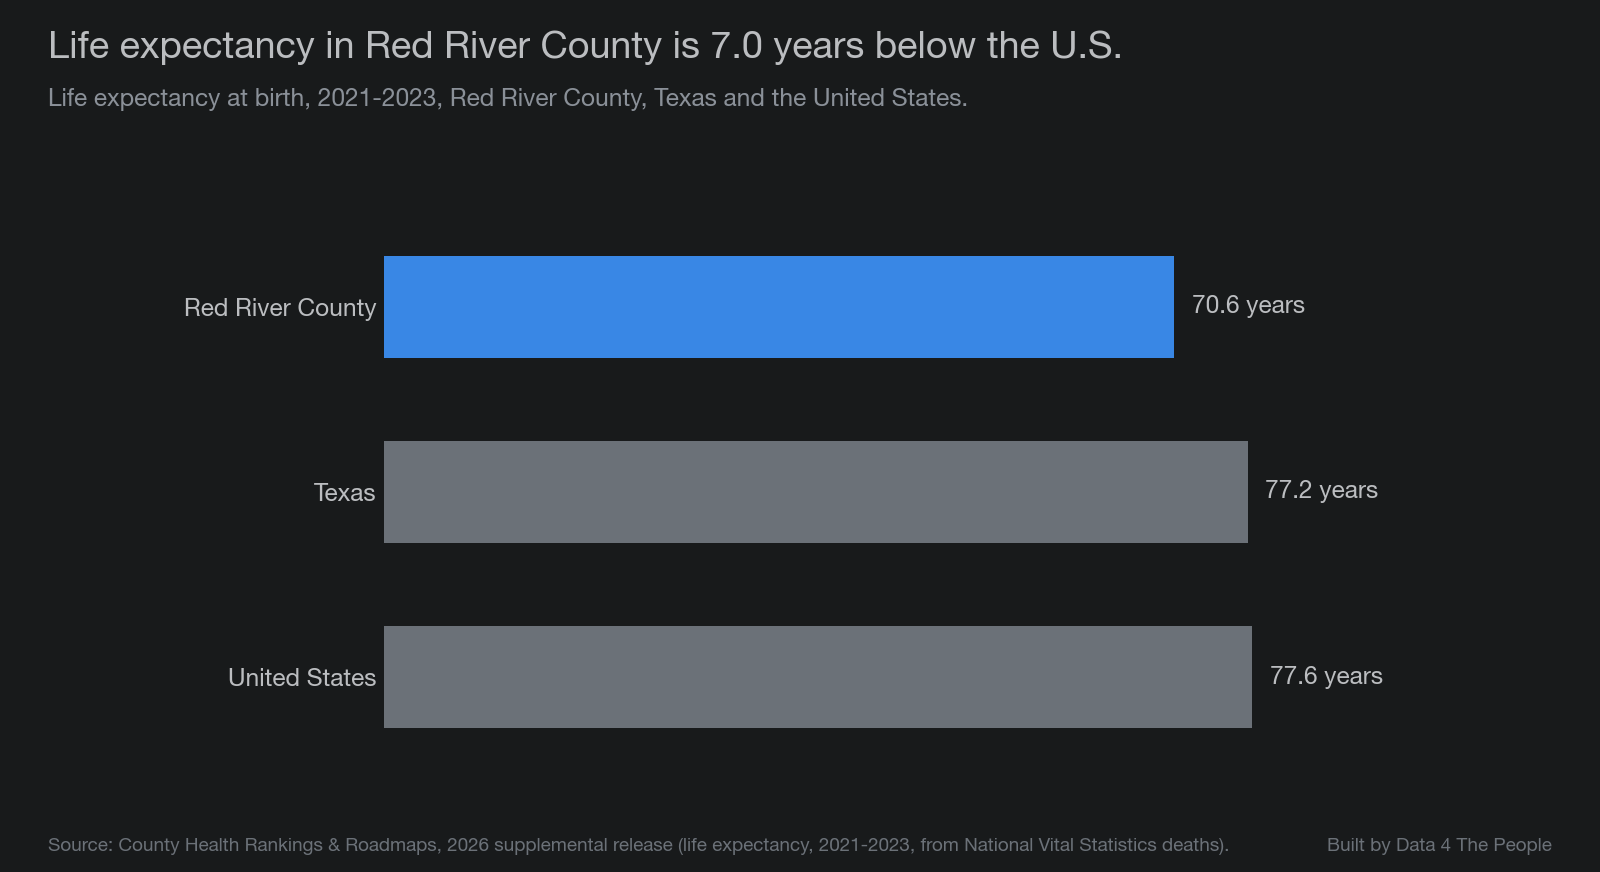 Life expectancy in Red River County is 7.0 years below the U.S.
Life expectancy at birth, 2021-2023, Red River County, Texas and the United States.
Red River County
70.6 years
Texas
77.2 years
United States
77.6 years
Source: County Health Rankings & Roadmaps, 2026 supplemental release (life expectancy, 2021-2023, from National Vital Statistics deaths).
Built by Data 4 The People